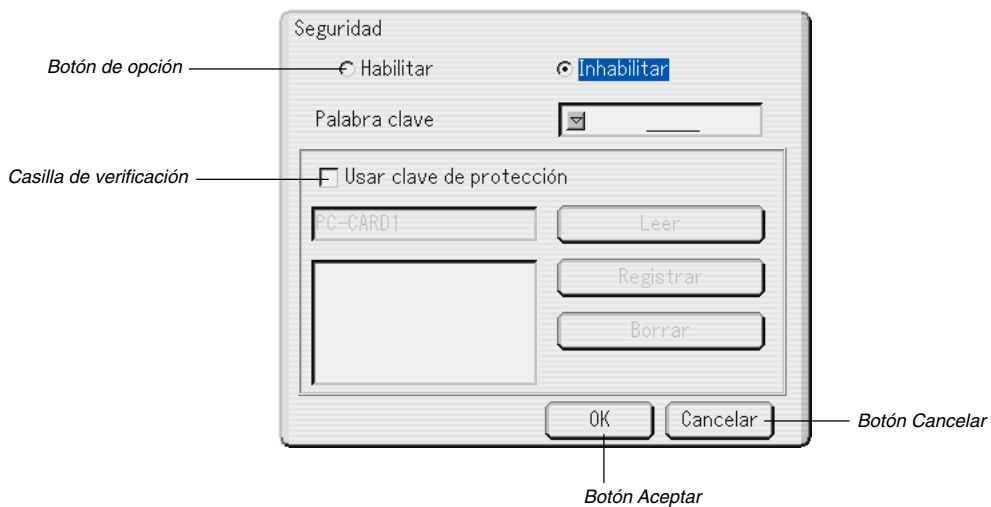 Seguridad
Botón de opción
Habilitar
Inhabilitar
Palabra clave
Casilla de verificación
Usar clave de protección
PC-CARD1
Leer
Registrar
Borrar
OK
Cancelar
Botón Cancelar
Botón Aceptar